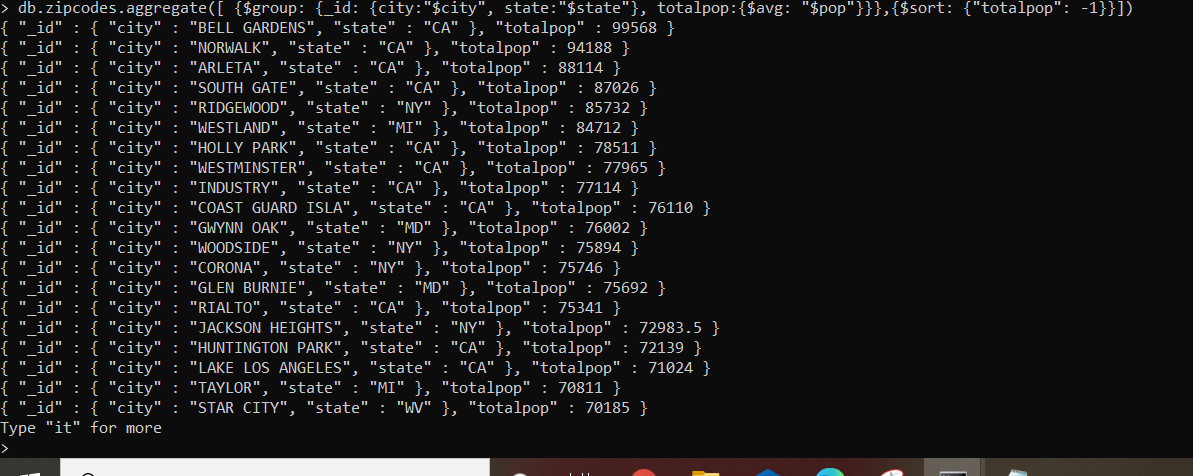 > db.zipcodes.aggregate([ {$group: {_id: {city:"$city", state:"$state"}, totalpop:{$avg: "$pop"}}},{$sort: {"totalpop": -1}}])
{ "_id" : { "city" : "BELL GARDENS", "state" : "CA" }, "totalpop" : 99568 }
{ "_id" : { "city" : "NORWALK", "state" : "CA" }, "totalpop" : 94188 }
{ "_id" : { "city" : "ARLETA", "state" : "CA" }, "totalpop" : 88114 }
{ "_id" : { "city" : "SOUTH GATE", "state" : "CA" }, "totalpop" : 87026 }
{ "_id" : { "city" : "RIDGEWOOD", "state" : "NY" }, "totalpop" : 85732 }
{ "_id" : { "city" : "WESTLAND", "state" : "MI" }, "totalpop" : 84712 }
{ "_id" : { "city" : "HOLLY PARK", "state" : "CA" }, "totalpop" : 78511 }
{ "_id" : { "city" : "WESTMINSTER", "state" : "CA" }, "totalpop" : 77965 }
{ "_id" : { "city" : "INDUSTRY", "state" : "CA" }, "totalpop" : 77114 }
{ "_id" : { "city" : "COAST GUARD ISLA", "state" : "CA" }, "totalpop" : 76110 }
{ "_id" : { "city" : "GWYNN OAK", "state" : "MD" }, "totalpop" : 76002 }
{ "_id" : { "city" : "WOODSIDE", "state" : "NY" }, "totalpop" : 75894 }
{ "_id" : { "city" : "CORONA", "state" : "NY" }, "totalpop" : 75746 }
{ "_id" : { "city" : "GLEN BURNIE", "state" : "MD" }, "totalpop" : 75692 }
{ "_id" : { "city" : "RIALTO", "state" : "CA" }, "totalpop" : 75341 }
{ "_id" : { "city" : "JACKSON HEIGHTS", "state" : "NY" }, "totalpop" : 72983.5 }
{ "_id" : { "city" : "HUNTINGTON PARK", "state" : "CA" }, "totalpop" : 72139 }
{ "_id" : { "city" : "LAKE LOS ANGELES", "state" : "CA" }, "totalpop" : 71024 }
{ "_id" : { "city" : "TAYLOR", "state" : "MI" }, "totalpop" : 70811 }
{ "_id" : { "city" : "STAR CITY", "state" : "WV" }, "totalpop" : 70185 }
Type "it" for more
>